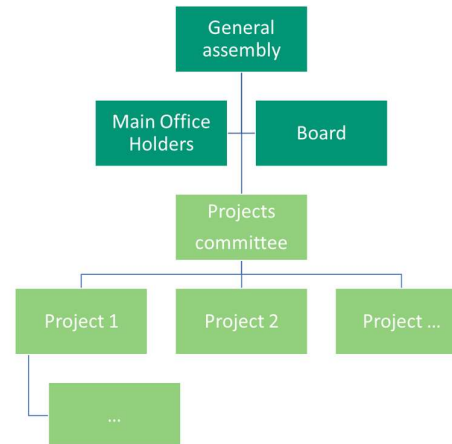 General
assembly
Main Office
Holders
Board
Projects
committee
Project 1
Project 2
Project ...
...